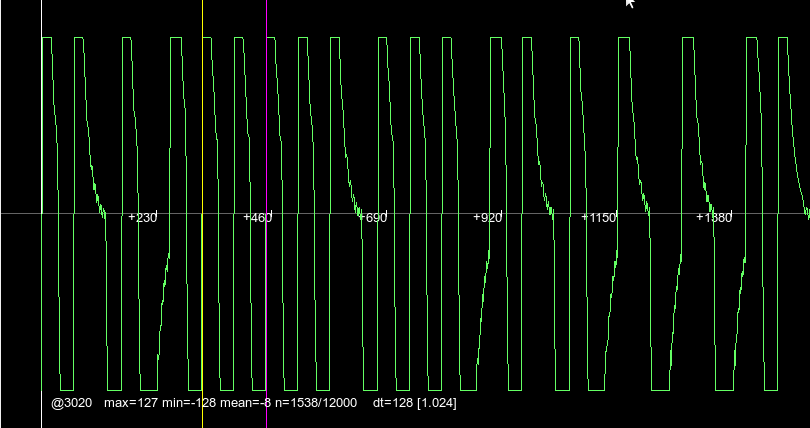 +230 +460 +690 +920 +1150 +1380
@3020 max=127 min=-128 mean=-8 n=1538/12000 dt=128 [1.024]